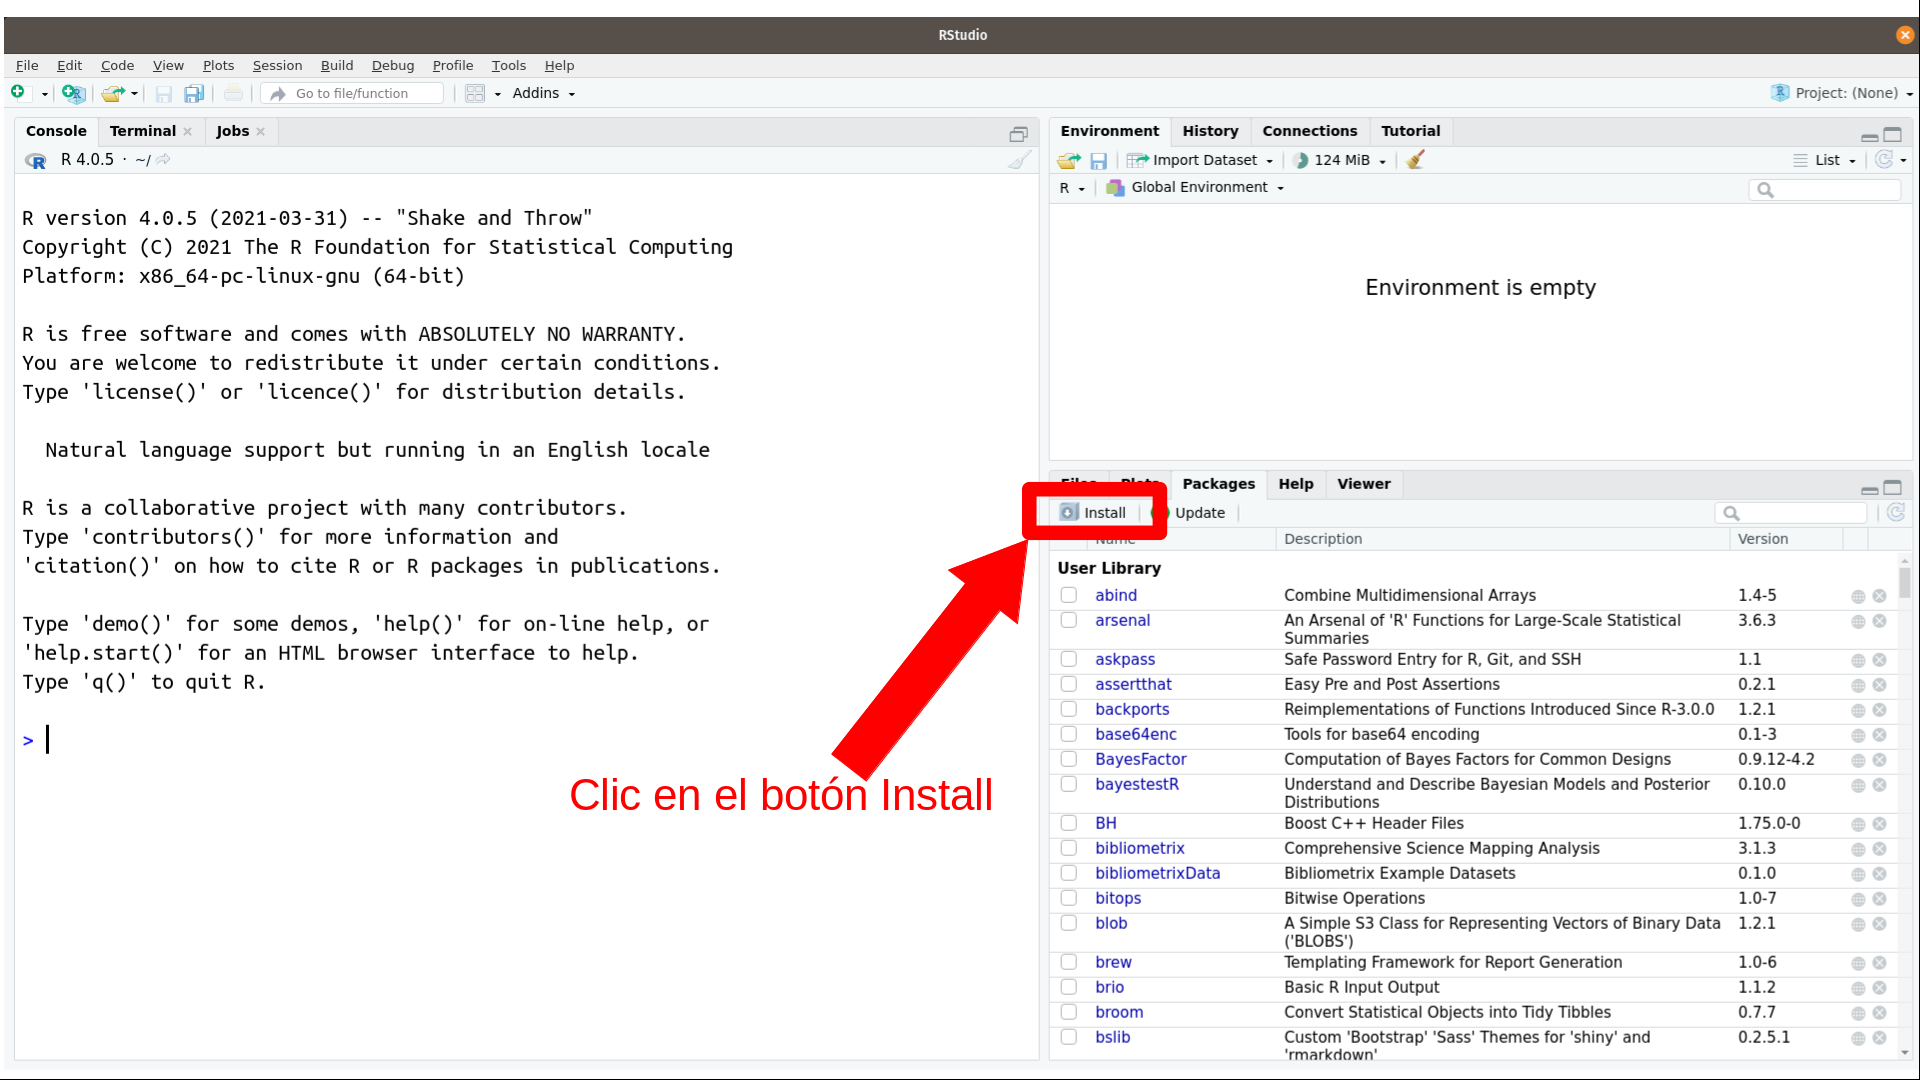 RStudio
File Edit Code View Plots Session Build Debug Profile Tools Help
Go to file/function Addins Project: (None)
Console Terminal Jobs
R 4.0.5 · ~/
R version 4.0.5 (2021-03-31) -- "Shake and Throw"
Copyright (C) 2021 The R Foundation for Statistical Computing
Platform: x86_64-pc-linux-gnu (64-bit)
R is free software and comes with ABSOLUTELY NO WARRANTY.
You are welcome to redistribute it under certain conditions.
Type 'license()' or 'licence()' for distribution details.
Natural language support but running in an English locale
R is a collaborative project with many contributors.
Type 'contributors()' for more information and
'citation()' on how to cite R or R packages in publications.
Type 'demo()' for some demos, 'help()' for on-line help, or
'help.start()' for an HTML browser interface to help.
Type 'q()' to quit R.
>
Clic en el botón Install
Environment History Connections Tutorial
Import Dataset 124 MiB List
R Global Environment
Environment is empty
Files Plots Packages Help Viewer
Install Update
Name Description Version
User Library
abind Combine Multidimensional Arrays 1.4-5
arsenal An Arsenal of 'R' Functions for Large-Scale Statistical 3.6.3
Summaries
askpass Safe Password Entry for R, Git, and SSH 1.1
assertthat Easy Pre and Post Assertions 0.2.1
backports Reimplementations of Functions Introduced Since R-3.0.0 1.2.1
base64enc Tools for base64 encoding 0.1-3
BayesFactor Computation of Bayes Factors for Common Designs 0.9.12-4.2
bayestestR Understand and Describe Bayesian Models and Posterior 0.10.0
Distributions
BH Boost C++ Header Files 1.75.0-0
bibliometrix Comprehensive Science Mapping Analysis 3.1.3
bibliometrixData Bibliometrix Example Datasets 0.1.0
bitops Bitwise Operations 1.0-7
blob A Simple S3 Class for Representing Vectors of Binary Data 1.2.1
('BLOBS')
brew Templating Framework for Report Generation 1.0-6
brio Basic R Input Output 1.1.2
broom Convert Statistical Objects into Tidy Tibbles 0.7.7
bslib Custom 'Bootstrap' 'Sass' Themes for 'shiny' and 0.2.5.1
'rmarkdown'